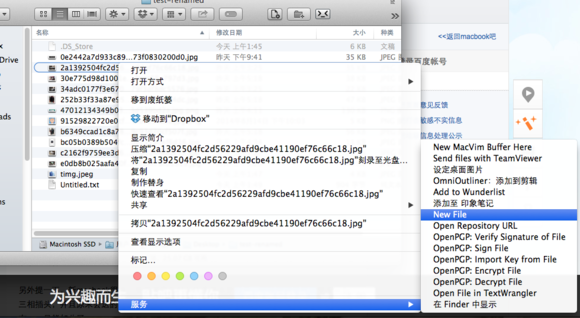 test-renamed
名称
修改日期
大小
种类
.DS_Store
今天 上午1:45
6 KB
文稿
0e2442a7d933c89...73f0830200d0.jpg
昨天 下午9:41
35 KB
JPEG
2a1392504fc2d5
30e775d98d100
34adc0177f3e6
252b33f33a87e9
47012134349b0
91529822720e0
b6349ccad1c8a7
bc05b0389b504
c2162f9759ee3d
e0db8b025aafa4
timg.jpeg
Untitled.txt
Drive
ads
Macintosh SSD
打开
打开方式
移到废纸篓
移动到“Dropbox”
显示简介
压缩“2a1392504fc2d56229afd9cbe41190ef76c66c18.jpg”
将“2a1392504fc2d56229afd9cbe41190ef76c66c18.jpg”刻录至光盘...
复制
制作替身
快速查看“2a1392504fc2d56229afd9cbe41190ef76c66c18.jpg”
共享
拷贝“2a1392504fc2d56229afd9cbe41190ef76c66c18.jpg”
查看显示选项
标记...
服务
New MacVim Buffer Here
Send files with TeamViewer
设定桌面图片
OmniOutliner：添加到剪辑
Add to Wunderlist
添加至 印象笔记
New File
Open Repository URL
OpenPGP: Verify Signature of File
OpenPGP: Sign File
OpenPGP: Import Key from File
OpenPGP: Encrypt File
OpenPGP: Decrypt File
Open File in TextWrangler
在 Finder 中显示
<<返回macbook吧
录百度帐号
意见反馈
敏感不实信息
信息处理公示
为兴趣而生